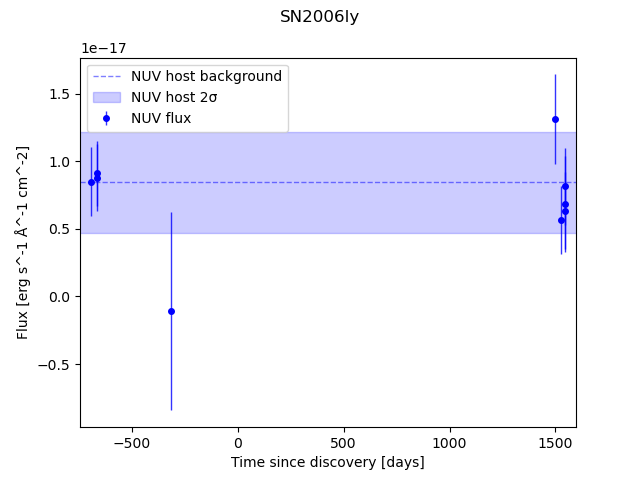 SN2006ly
1e−17
NUV host background
NUV host 2σ
NUV flux
1.5
1.0
0.5
0.0
−0.5
Flux [erg s^-1 Å^-1 cm^-2]
−500
0
500
1000
1500
Time since discovery [days]